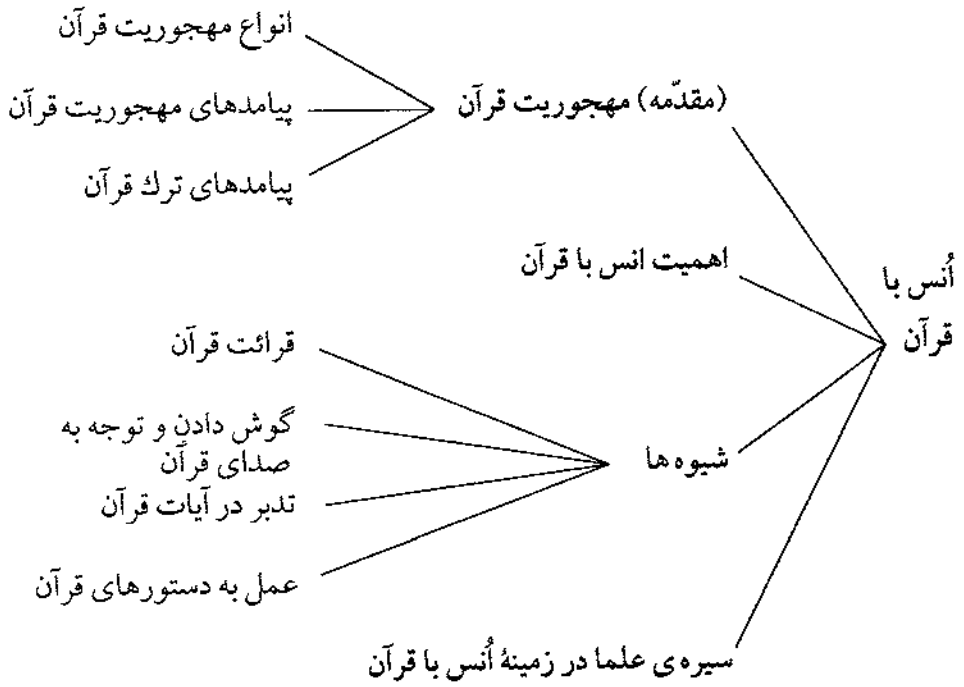 اُنس با
قرآن
(مقدّمه) مهجوریت قرآن
انواع مهجوریت قرآن
پیامدهای مهجوریت قرآن
پیامدهای ترك قرآن
اهمیت انس با قرآن
شیوه ها
قرائت قرآن
گوش دادن و توجه به
صدای قرآن
تدبر در آیات قرآن
عمل به دستورهای قرآن
سیره ی علما در زمینهٔ اُنس با قرآن